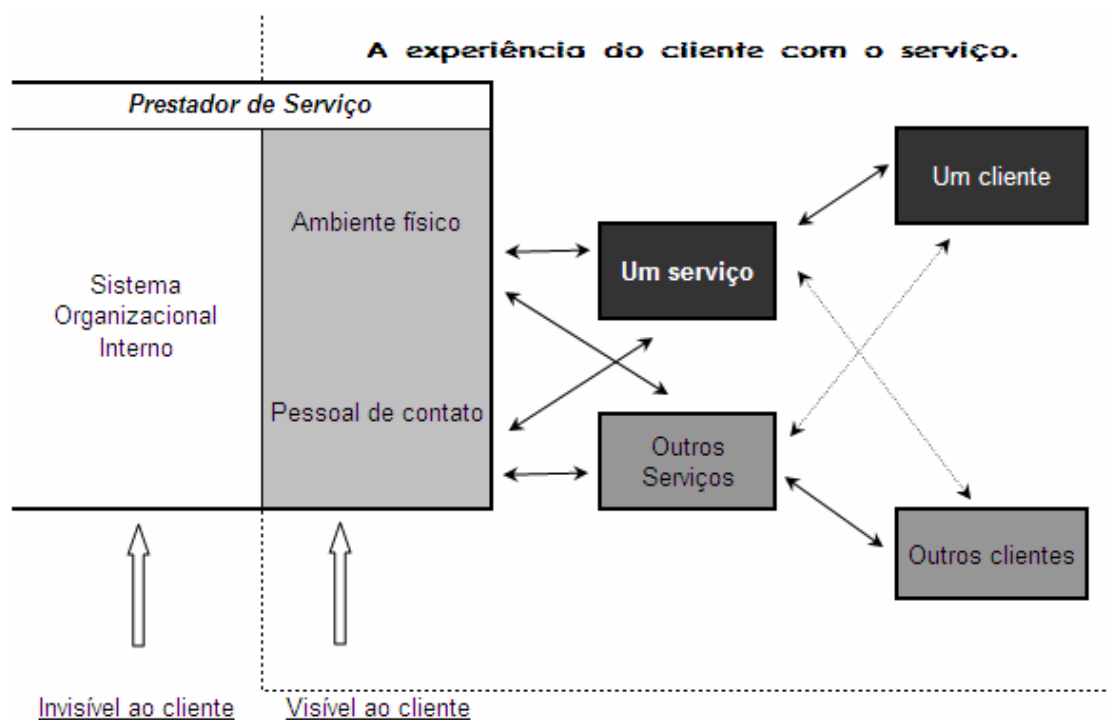 A experiência do cliente com o serviço.
Prestador de Serviço
Sistema
Organizacional
Interno
Ambiente físico
Pessoal de contato
Um serviço
Outros
Serviços
Um cliente
Outros clientes
Invisível ao cliente
Visível ao cliente